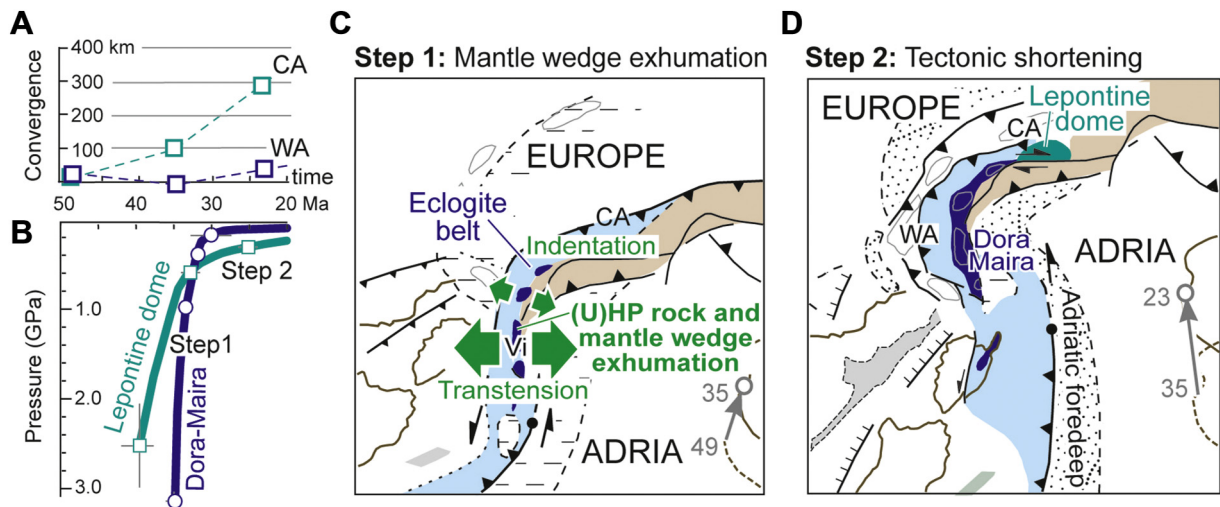 A
400 km
300
200
100
Convergence
CA
WA
time
50
40
30
20 Ma
B
1.0
2.0
3.0
Pressure (GPa)
Lepontine dome
Step1
Step 2
Dora-Maira
C
Step 1: Mantle wedge exhumation
EUROPE
CA
Eclogite
belt
Indentation
(U)HP rock and
mantle wedge
exhumation
Vi
Transtension
35
49
ADRIA
D
Step 2: Tectonic shortening
EUROPE
Lepontine
dome
CA
WA
Dora
Maira
ADRIA
23
35
Adriatic foredeep